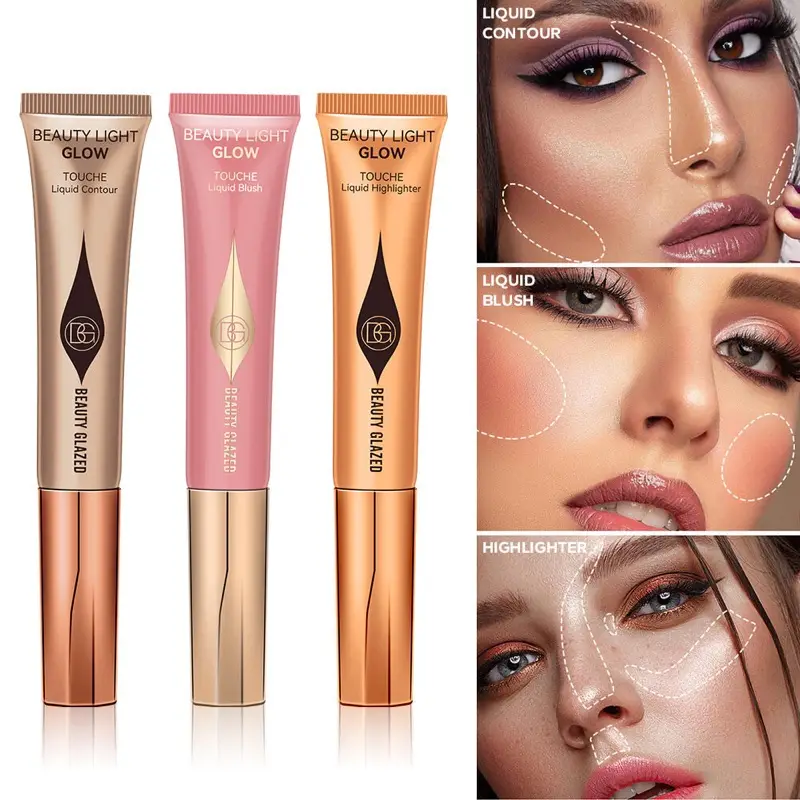 BEAUTY LIGHT
GLOW
TOUCHE
Liquid Contour
BG
BEAUTY GLAZED
BEAUTY LIGHT
GLOW
TOUCHE
Liquid Blush
BG
BEAUTY GLAZED
BEAUTY LIGHT
GLOW
TOUCHE
Liquid Highlighter
BG
BEAUTY GLAZED
LIQUID
CONTOUR
LIQUID
BLUSH
HIGHLIGHTER